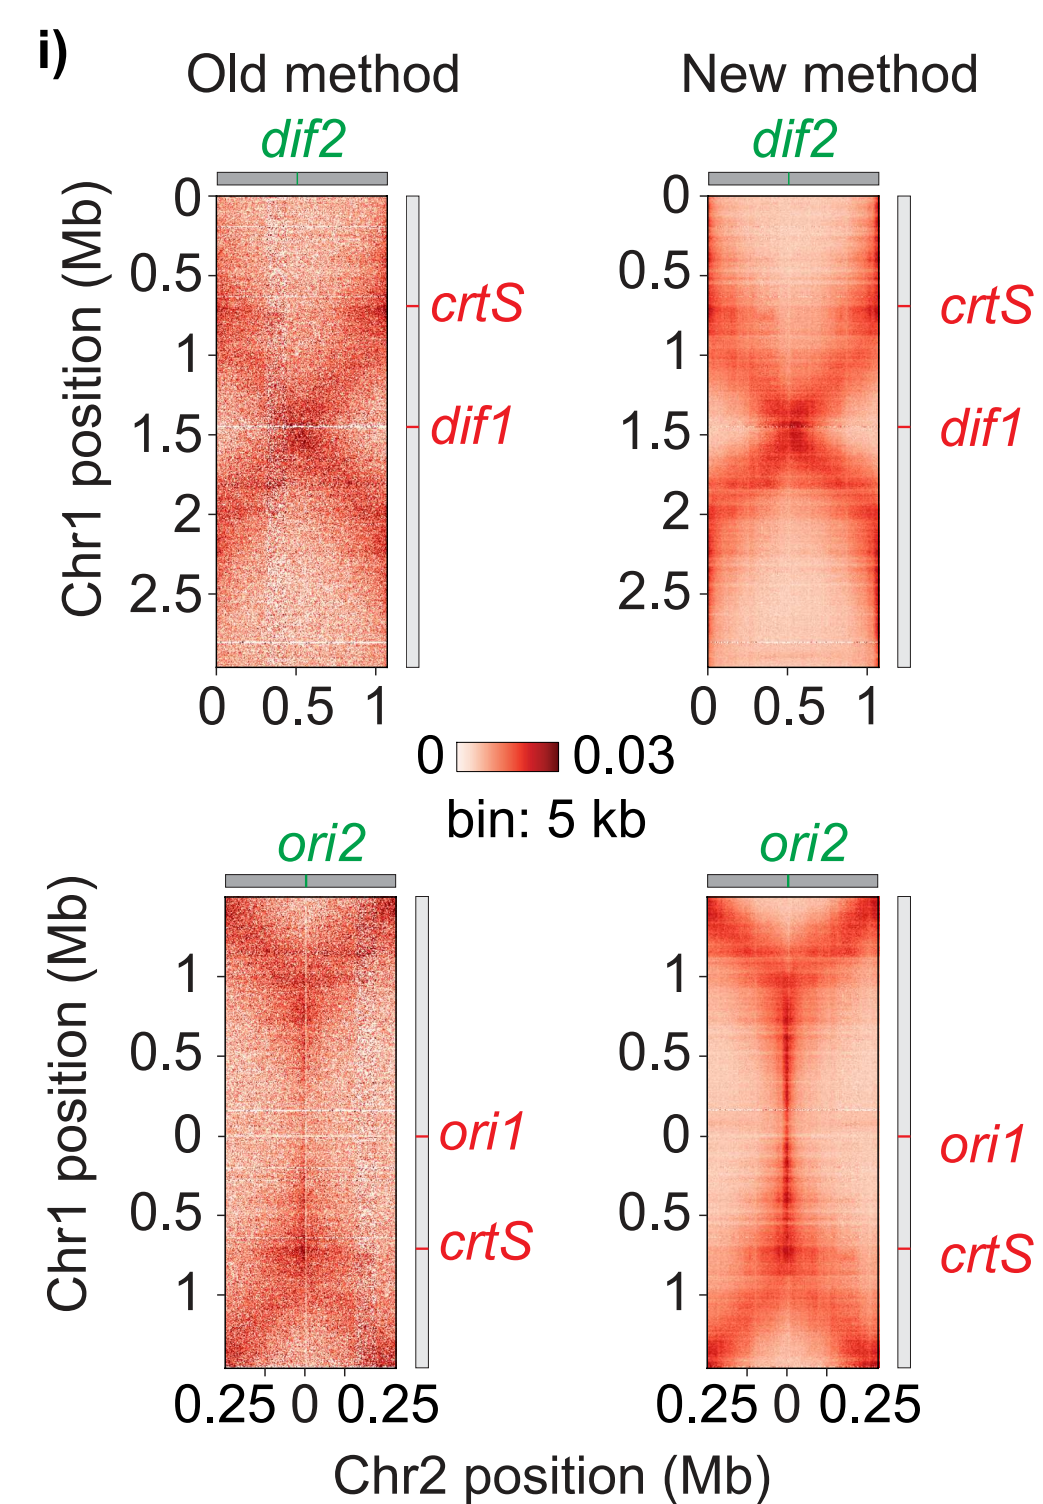 i)
Old method
New method
dif2
dif2
Chr1 position (Mb)
0
0.5
1
1.5
2
2.5
crtS
dif1
0
0.5
1
1.5
2
2.5
crtS
dif1
0 0.5 1
0 0.5 1
0 0.03
bin: 5 kb
ori2
ori2
Chr1 position (Mb)
1
0.5
0
0.5
1
ori1
crtS
1
0.5
0
0.5
1
ori1
crtS
0.25 0 0.25
0.25 0 0.25
Chr2 position (Mb)